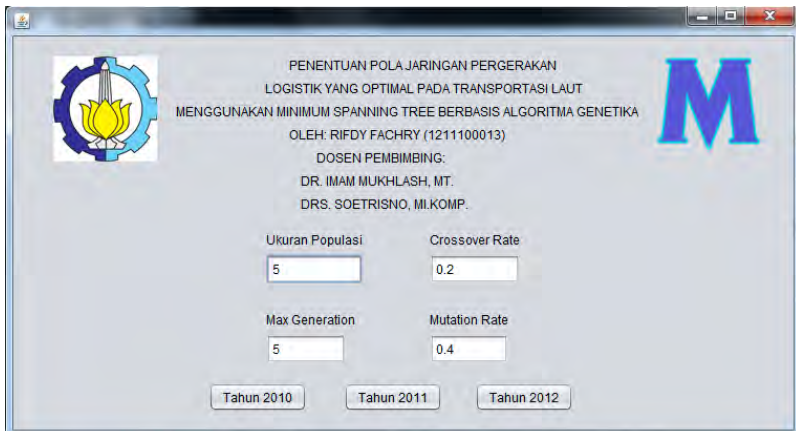 PENENTUAN POLA JARINGAN PERGERAKAN
LOGISTIK YANG OPTIMAL PADA TRANSPORTASI LAUT
MENGGUNAKAN MINIMUM SPANNING TREE BERBASIS ALGORITMA GENETIKA
OLEH: RIFDY FACHRY (1211100013)
DOSEN PEMBIMBING:
DR. IMAM MUKHLASH, MT.
DRS. SOETRISNO, MI.KOMP.
M
Ukuran Populasi Crossover Rate
5 0.2
Max Generation Mutation Rate
5 0.4
Tahun 2010 Tahun 2011 Tahun 2012